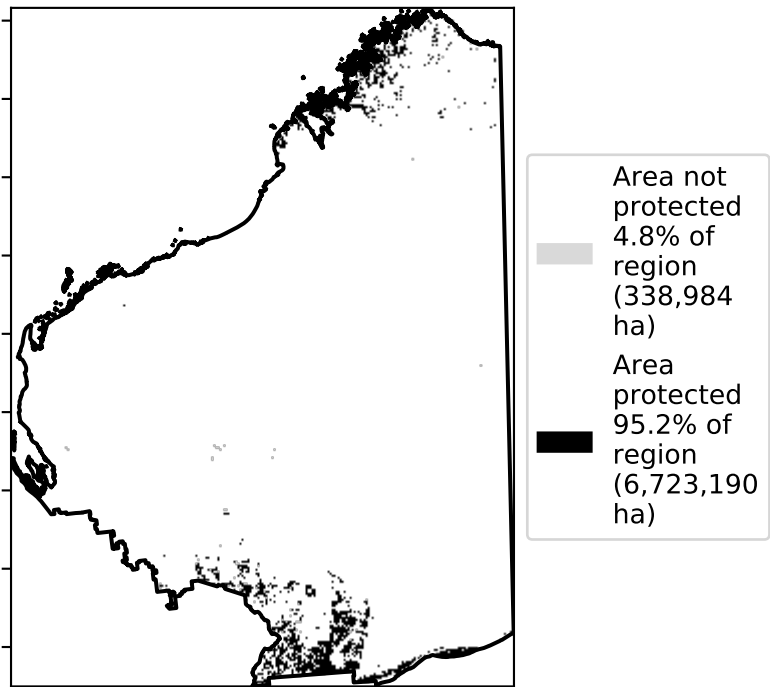 Area not
protected
4.8% of
region
(338,984
ha)
Area
protected
95.2% of
region
(6,723,190
ha)